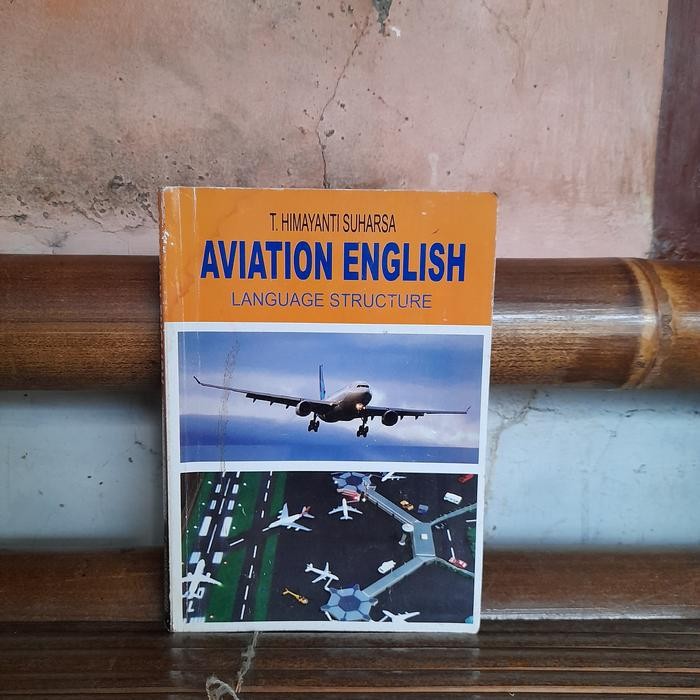 T. HIMAYANTI SUHARSA
AVIATION ENGLISH
LANGUAGE STRUCTURE